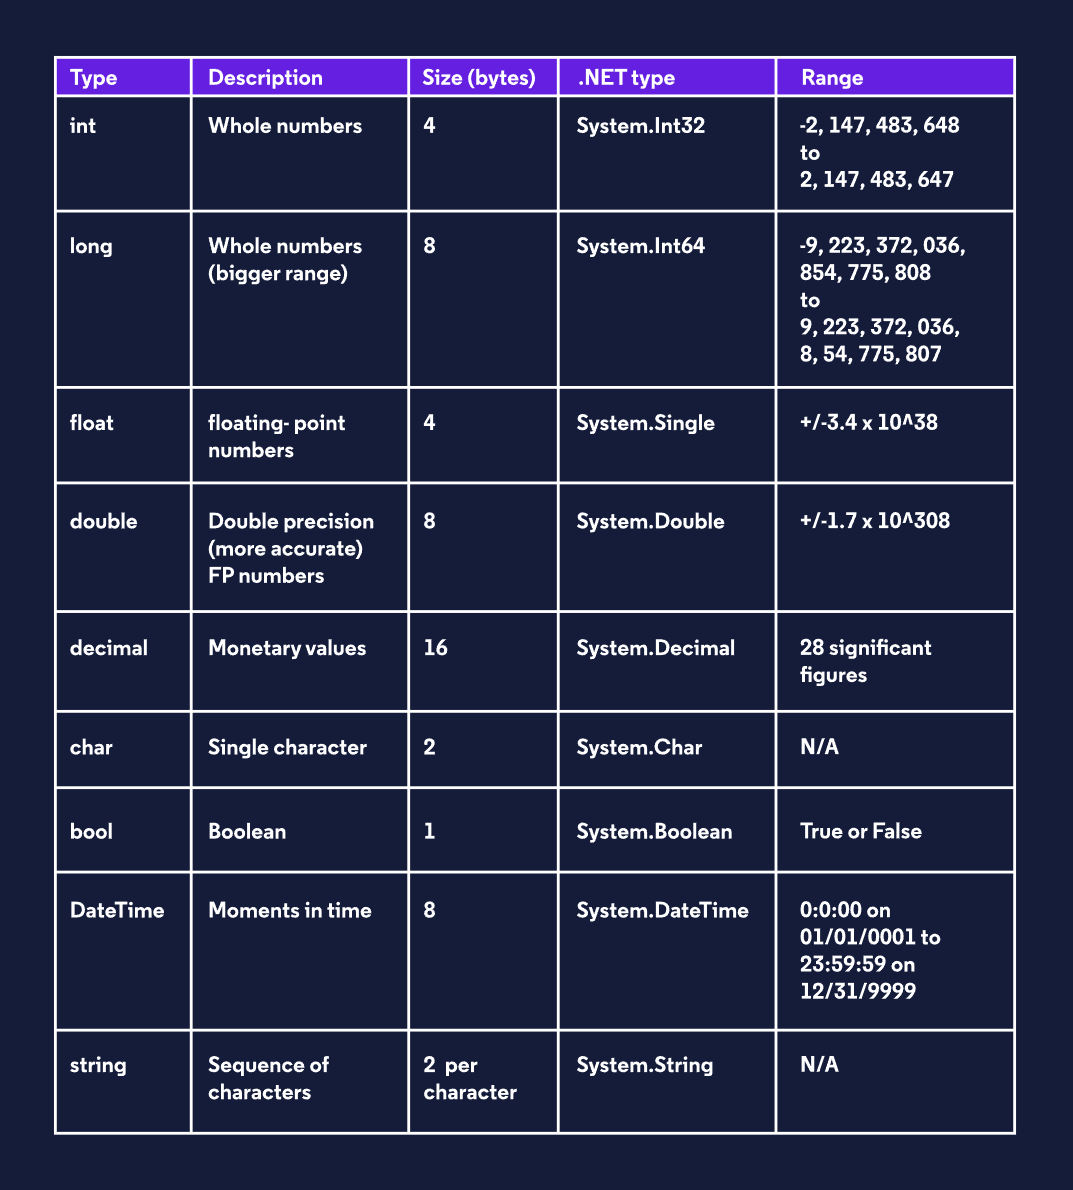 Type Description Size (bytes) .NET type Range
int Whole numbers 4 System.Int32 -2, 147, 483, 648
to
2, 147, 483, 647
long Whole numbers 8 System.Int64 -9, 223, 372, 036,
(bigger range) 854, 775, 808
to
9, 223, 372, 036,
8, 54, 775, 807
float floating- point 4 System.Single +/-3.4 x 10^38
numbers
double Double precision 8 System.Double +/-1.7 x 10^308
(more accurate)
FP numbers
decimal Monetary values 16 System.Decimal 28 significant
figures
char Single character 2 System.Char N/A
bool Boolean 1 System.Boolean True or False
DateTime Moments in time 8 System.DateTime 0:0:00 on
01/01/0001 to
23:59:59 on
12/31/9999
string Sequence of 2 per System.String N/A
characters character